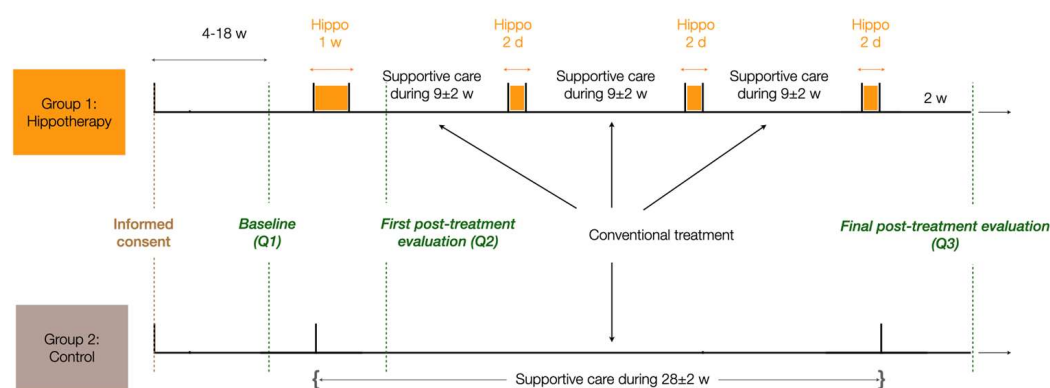 4-18 w
Hippo
1 w
Hippo
2 d
Hippo
2 d
Hippo
2 d
Group 1:
Hippotherapy
Supportive care
during 9±2 w
Supportive care
during 9±2 w
Supportive care
during 9±2 w
2 w
Informed
consent
Baseline
(Q1)
First post-treatment
evaluation (Q2)
Conventional treatment
Final post-treatment evaluation
(Q3)
Group 2:
Control
{ Supportive care during 28±2 w }